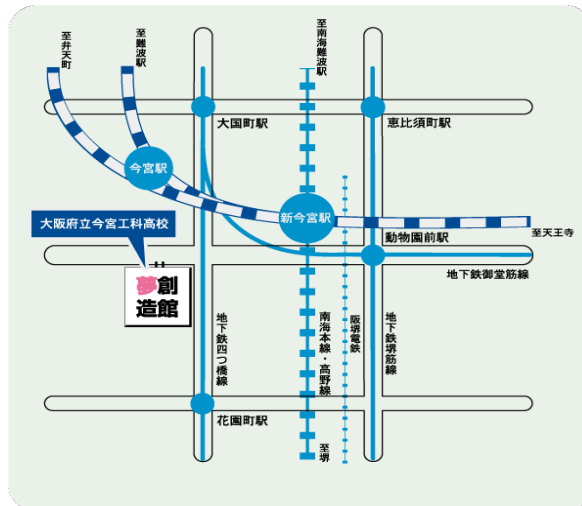 至弁天町
至難波駅
至南海難波駅
大国町駅
恵比須町駅
今宮駅
新今宮駅
大阪府立今宮工科高校
動物園前駅
至天王寺
地下鉄御堂筋線
夢創
造館
地下鉄四つ橋線
南海本線・高野線
阪堺電鉄
地下鉄堺筋線
花園町駅
至堺